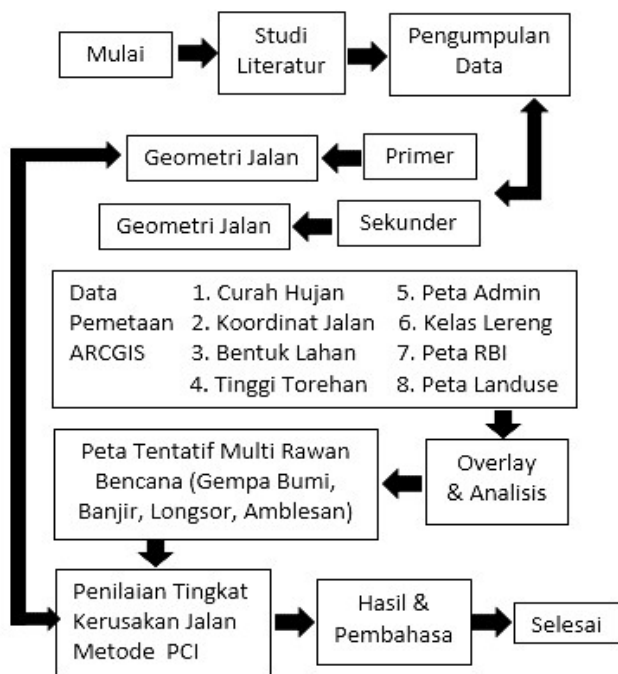 Mulai
Studi
Literatur
Pengumpulan
Data
Geometri Jalan
Primer
Geometri Jalan
Sekunder
Data
Pemetaan
ARCGIS
1. Curah Hujan
2. Koordinat Jalan
3. Bentuk Lahan
4. Tinggi Torehan
5. Peta Admin
6. Kelas Lereng
7. Peta RBI
8. Peta Landuse
Overlay
& Analisis
Peta Tentatif Multi Rawan
Bencana (Gempa Bumi,
Banjir, Longsor, Amblesan)
Penilaian Tingkat
Kerusakan Jalan
Metode PCI
Hasil &
Pembahasa
Selesai